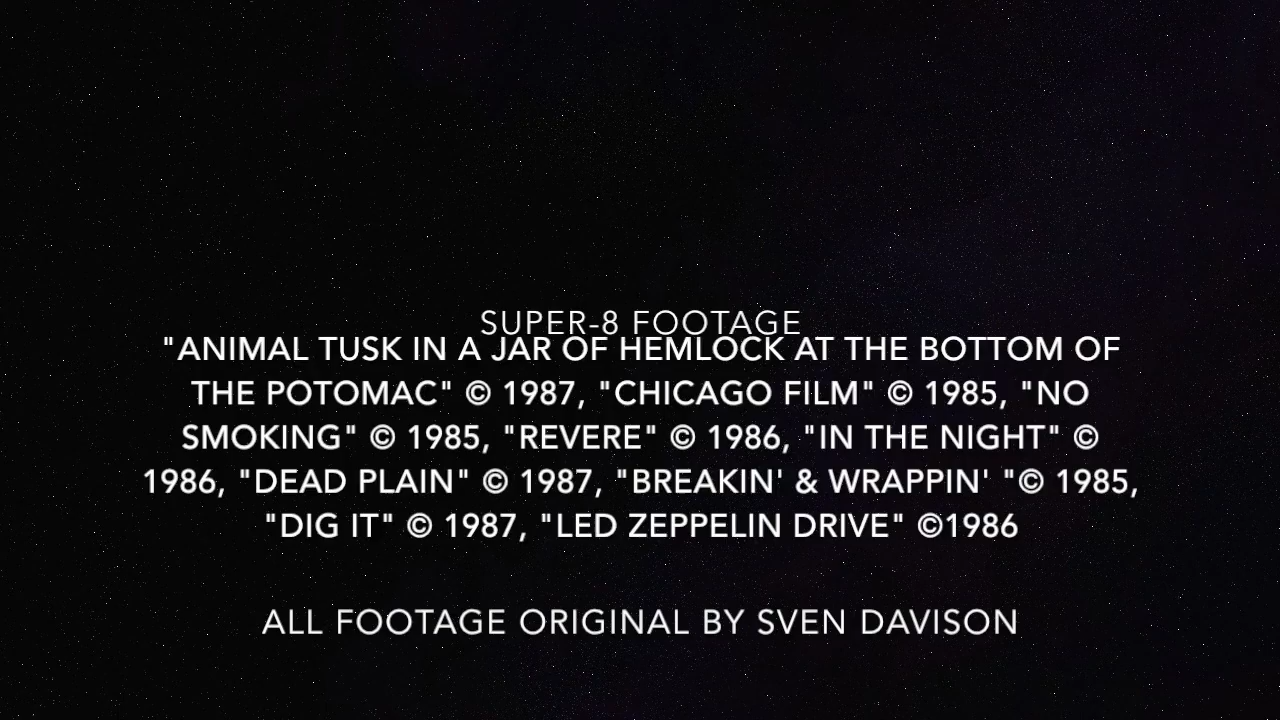 SUPER-8 FOOTAGE
"ANIMAL TUSK IN A JAR OF HEMLOCK AT THE BOTTOM OF
THE POTOMAC" © 1987, "CHICAGO FILM" © 1985, "NO
SMOKING" © 1985, "REVERE" © 1986, "IN THE NIGHT" ©
1986, "DEAD PLAIN" © 1987, "BREAKIN' & WRAPPIN' "© 1985,
"DIG IT" © 1987, "LED ZEPPELIN DRIVE" ©1986
ALL FOOTAGE ORIGINAL BY SVEN DAVISON